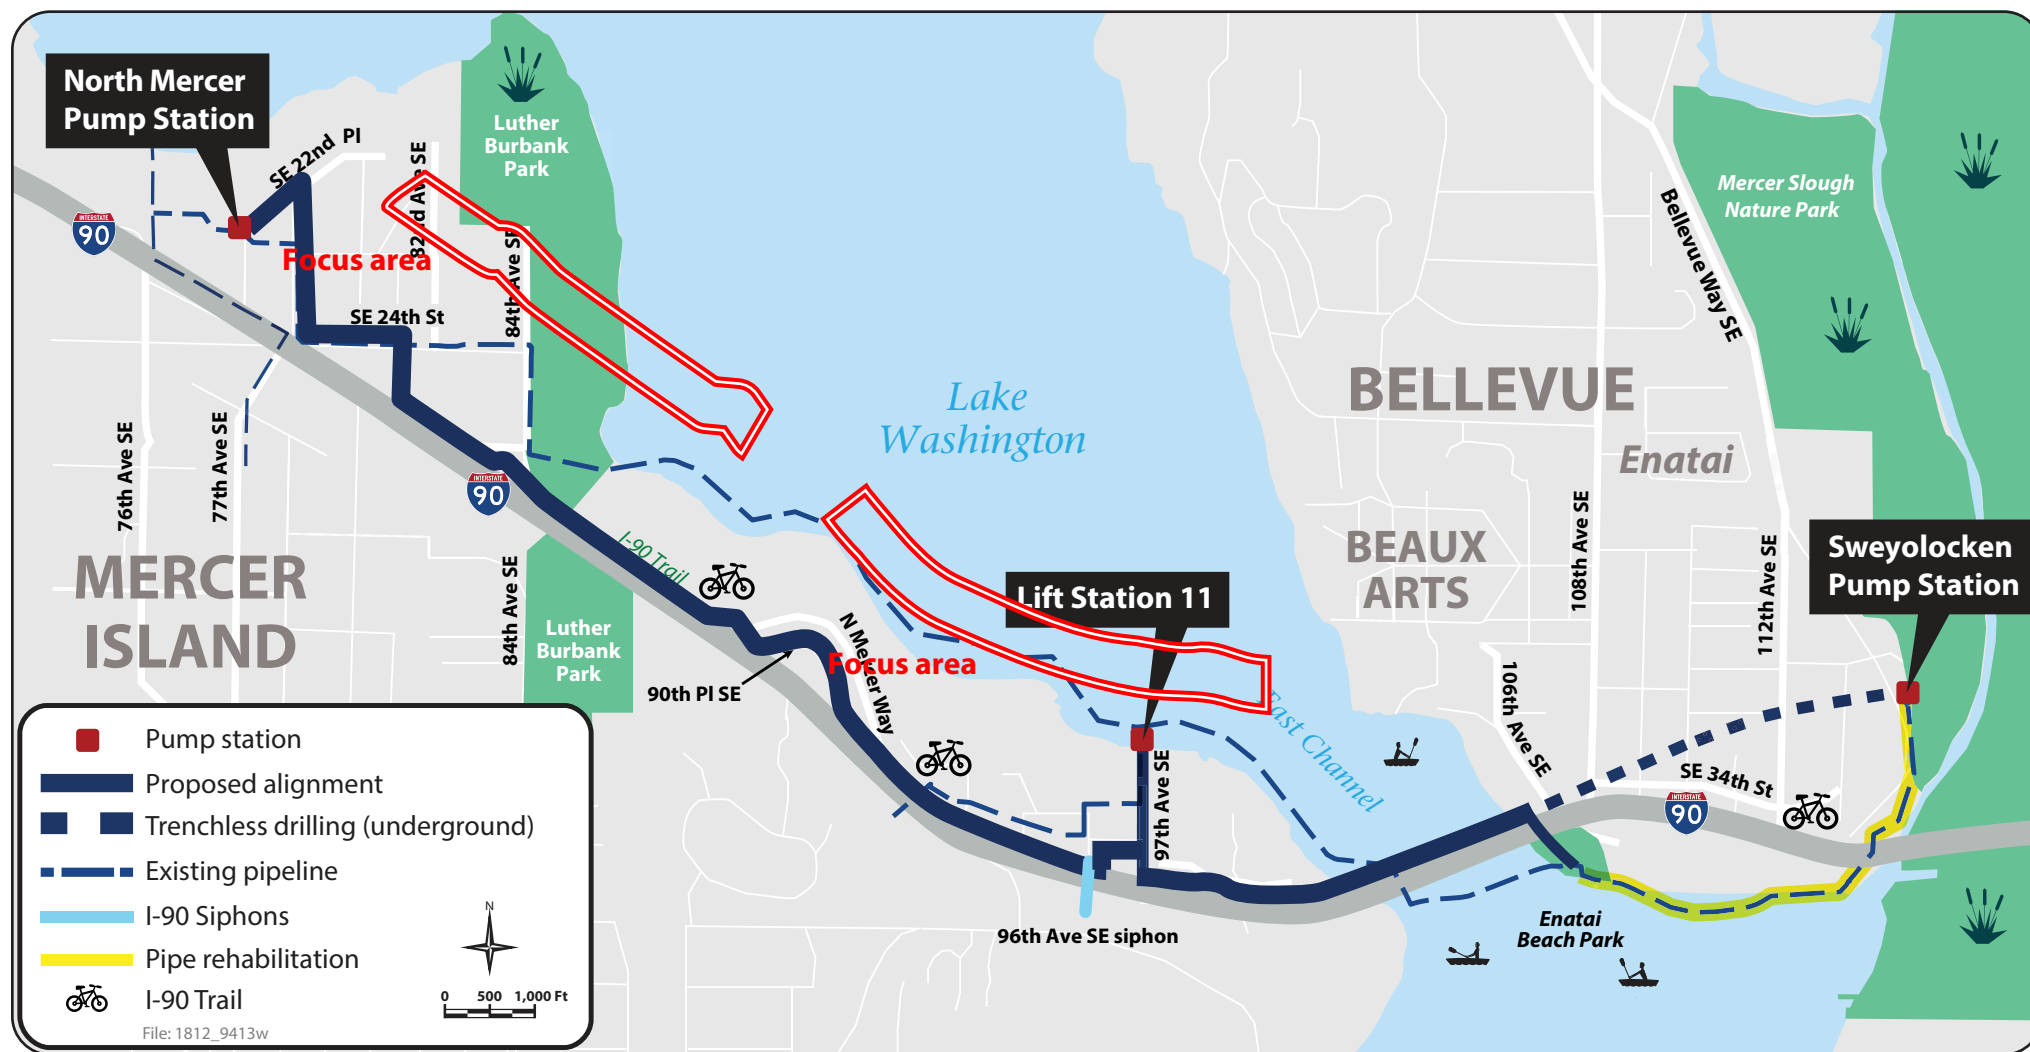 North Mercer
Pump Station
SE 22nd Pl
82nd Ave SE
Luther
Burbank
Park
INTERSTATE
90
Focus area
SE 24th St
84th Ave SE
76th Ave SE
77th Ave SE
INTERSTATE
90
MERCER
ISLAND
84th Ave SE
I-90 Trail
Luther
Burbank
Park
90th Pl SE
N Mercer Way
Focus area
Lake
Washington
Lift Station 11
East Channel
97th Ave SE
96th Ave SE siphon
BELLEVUE
Enatai
BEAUX
ARTS
Mercer Slough
Nature Park
Bellevue Way SE
108th Ave SE
112th Ave SE
106th Ave SE
Sweyolocken
Pump Station
SE 34th St
INTERSTATE
90
Enatai
Beach Park
Pump station
Proposed alignment
Trenchless drilling (underground)
Existing pipeline
I-90 Siphons
Pipe rehabilitation
I-90 Trail
File: 1812_9413w
N
0 500 1,000 Ft